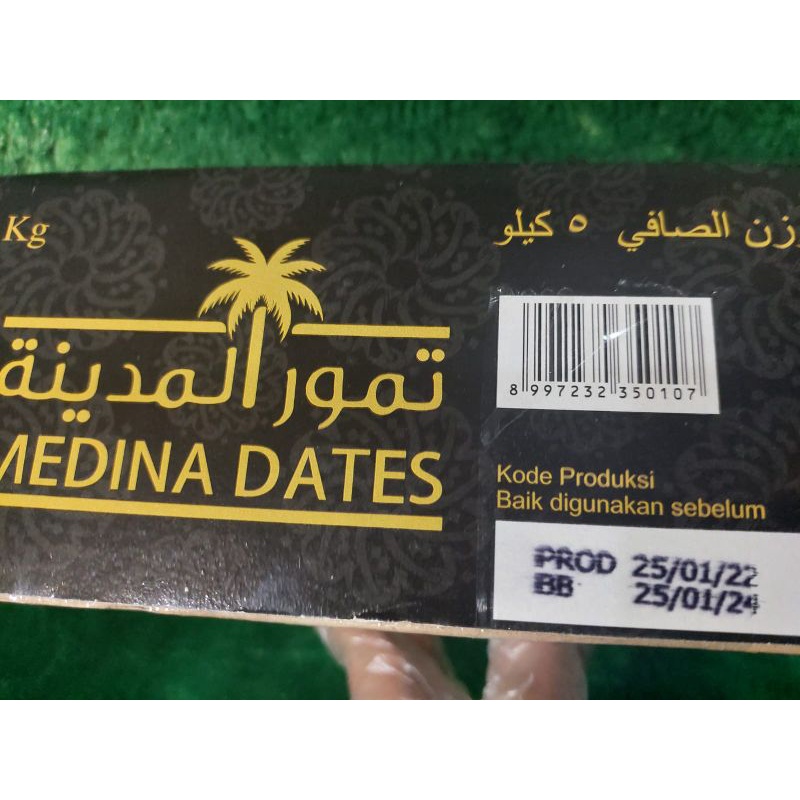 Kg
تمور المدينة
MEDINA DATES
الصافي ٥ كيلو
8 997232 350107
Kode Produksi
Baik digunakan sebelum
PROD 25/01/22
BB 25/01/24